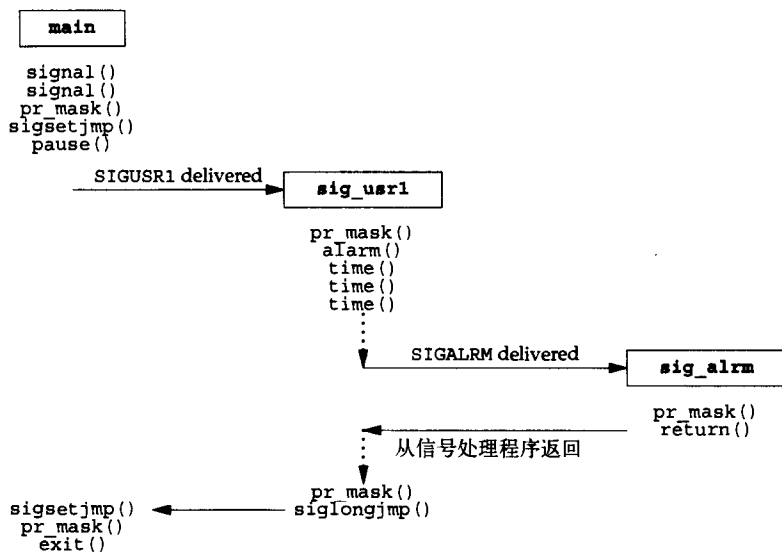 main
signal()
signal()
pr_mask()
sigsetjmp()
pause()
SIGUSR1 delivered
sig_usr1
pr_mask()
alarm()
time()
time()
time()
SIGALRM delivered
sig_alrm
pr_mask()
return()
从信号处理程序返回
pr_mask()
siglongjmp()
sigsetjmp()
pr_mask()
exit()